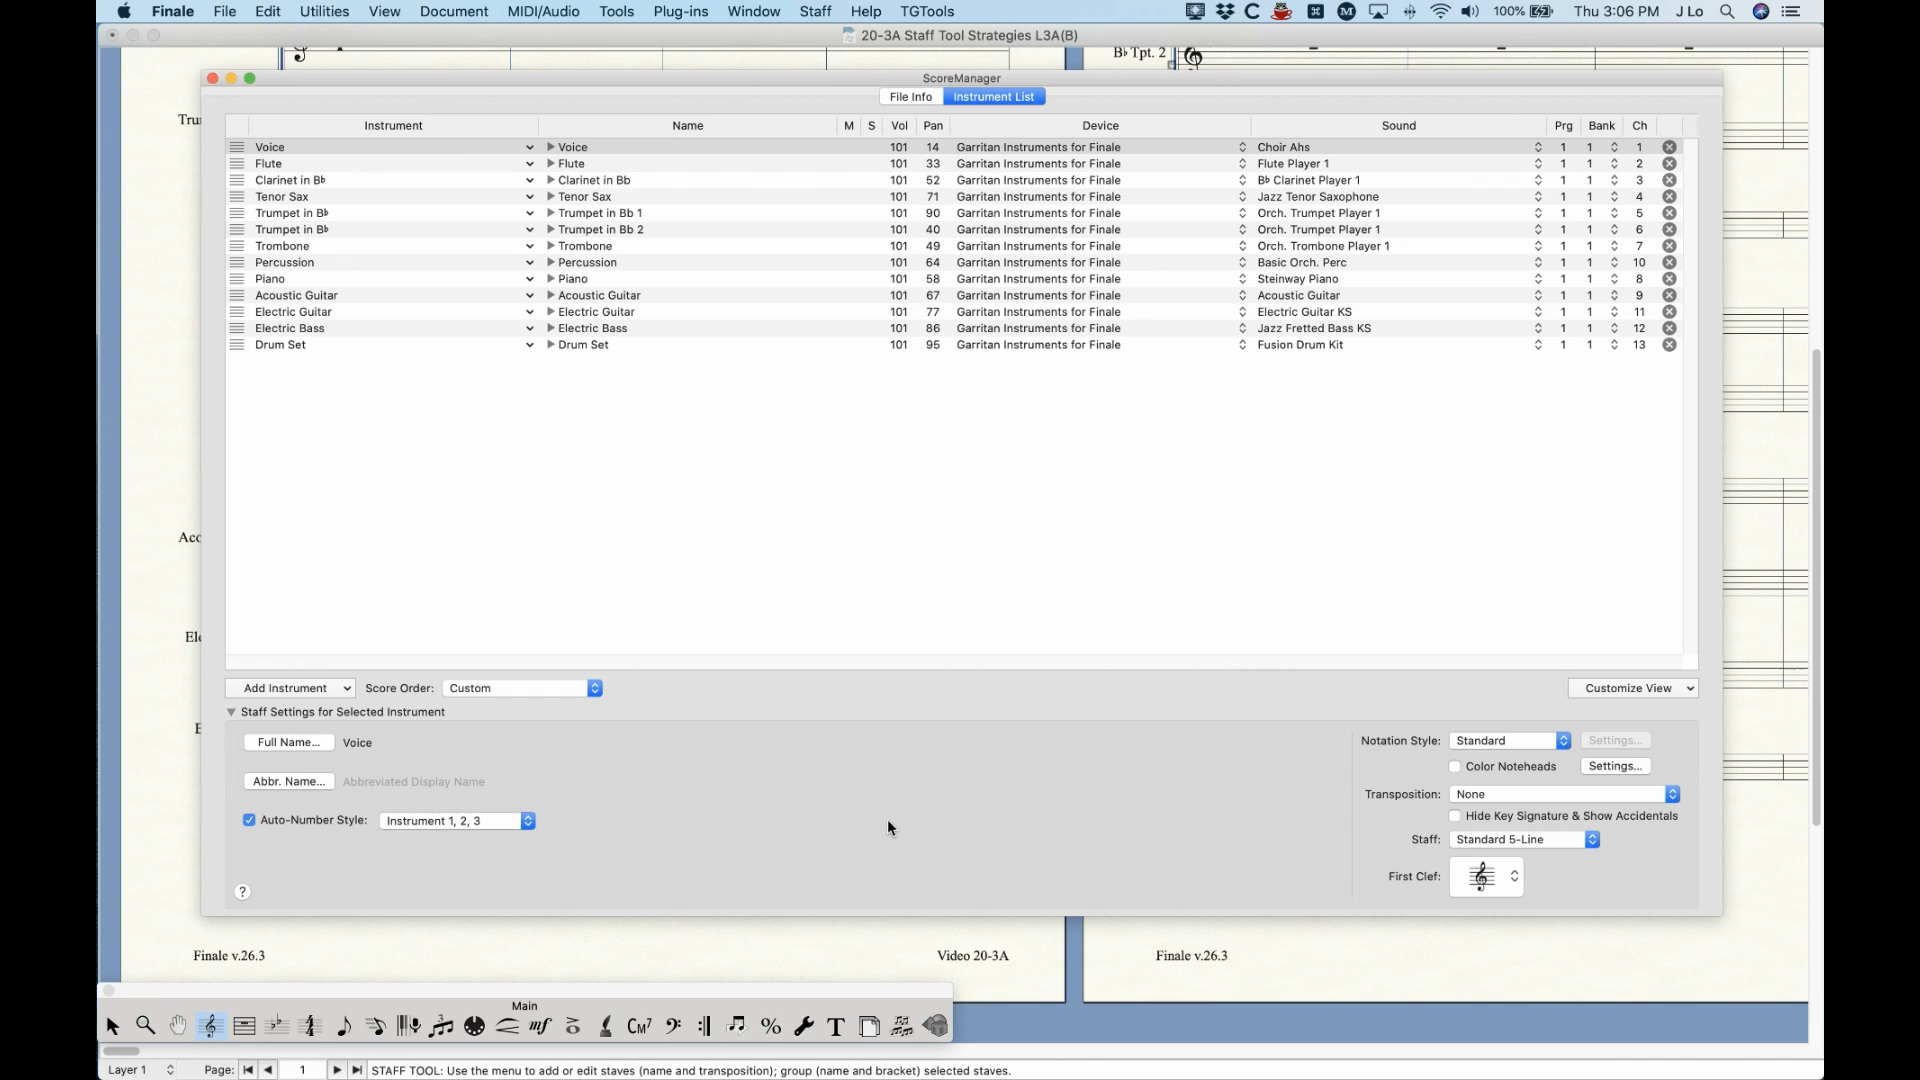 Finale File Edit Utilities View Document MIDI/Audio Tools Plug-ins Window Staff Help TGTools 100% Thu 3:06 PM J Lo
20-3A Staff Tool Strategies L3A(B)
B♭ Tpt. 2
ScoreManager
File Info Instrument List
Instrument Name M S Vol Pan Device Sound Prg Bank Ch
Voice Voice 101 14 Garritan Instruments for Finale Choir Ahs 1 1 1
Flute Flute 101 33 Garritan Instruments for Finale Flute Player 1 1 1 2
Clarinet in B♭ Clarinet in Bb 101 52 Garritan Instruments for Finale B♭ Clarinet Player 1 1 1 3
Tenor Sax Tenor Sax 101 71 Garritan Instruments for Finale Jazz Tenor Saxophone 1 1 4
Trumpet in B♭ Trumpet in Bb 1 101 90 Garritan Instruments for Finale Orch. Trumpet Player 1 1 1 5
Trumpet in B♭ Trumpet in Bb 2 101 40 Garritan Instruments for Finale Orch. Trumpet Player 1 1 1 6
Trombone Trombone 101 49 Garritan Instruments for Finale Orch. Trombone Player 1 1 1 7
Percussion Percussion 101 64 Garritan Instruments for Finale Basic Orch. Perc 1 1 10
Piano Piano 101 58 Garritan Instruments for Finale Steinway Piano 1 1 8
Acoustic Guitar Acoustic Guitar 101 67 Garritan Instruments for Finale Acoustic Guitar 1 1 9
Electric Guitar Electric Guitar 101 77 Garritan Instruments for Finale Electric Guitar KS 1 1 11
Electric Bass Electric Bass 101 86 Garritan Instruments for Finale Jazz Fretted Bass KS 1 1 12
Drum Set Drum Set 101 95 Garritan Instruments for Finale Fusion Drum Kit 1 1 13
Tru
Aco
Ele
E
Add Instrument Score Order: Custom Customize View
Staff Settings for Selected Instrument
Full Name... Voice
Abbr. Name... Abbreviated Display Name
Auto-Number Style: Instrument 1, 2, 3
?
Notation Style: Standard Settings...
Color Noteheads Settings...
Transposition: None
Hide Key Signature & Show Accidentals
Staff: Standard 5-Line
First Clef:
Finale v.26.3 Video 20-3A Finale v.26.3
Main
3 mf CM7 % T
Layer 1 Page: 1 STAFF TOOL: Use the menu to add or edit staves (name and transposition); group (name and bracket) selected staves.